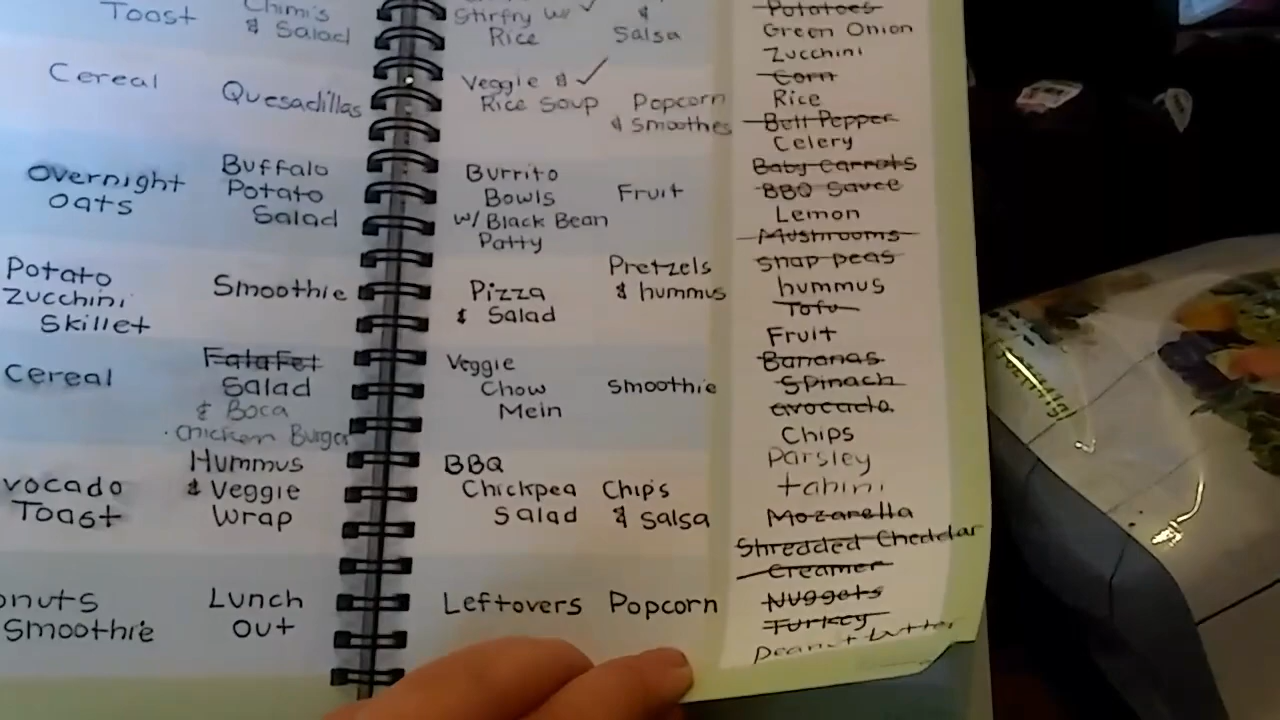 Toast
Chimi's
& Salad
Stirfry w/ ✓
Rice
&
Salsa
Cereal
Quesadillas
Veggie & ✓
Rice Soup
Popcorn
& Smoothes
Overnight
Oats
Buffalo
Potato
Salad
Burrito
Bowls
w/ Black Bean
Patty
Fruit
Potato
Zucchini
Skillet
Smoothie
Pizza
& Salad
Pretzels
& hummus
Cereal
Falafel
Salad
& Boca
Chicken Burger
Veggie
Chow
Mein
Smoothie
vocado
Toast
Hummus
& Veggie
Wrap
BBQ
Chickpea
Salad
Chips
& Salsa
onuts
Smoothie
Lunch
Out
Leftovers
Popcorn
Potatoes
Green Onion
Zucchini
Corn
Rice
Bell Pepper
Celery
Baby Carrots
BBQ Sauce
Lemon
Mushrooms
Snap peas
hummus
Tofu
Fruit
Bananas
Spinach
avocado
Chips
Parsley
tahini
Mozarella
Shredded Cheddar
Creamer
Nuggets
Turkey
Peanut butter